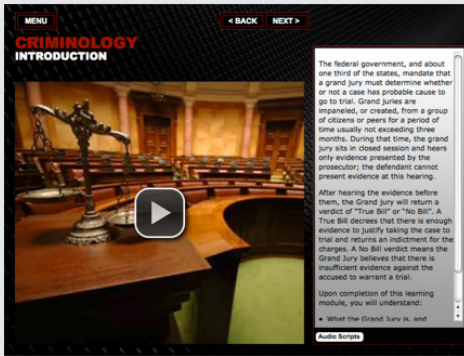 MENU
< BACK
NEXT >
CRIMINOLOGY
INTRODUCTION
The federal government, and about
one third of the states, mandate that
a grand jury must determine whether
or not a case has probable cause to
go to trial. Grand juries are
impaneled, or created, from a group
of citizens or peers for a period of
time usually not exceeding three
months. During that time, the grand
jury sits in closed session and hears
only evidence presented by the
prosecutor; the defendant cannot
present evidence at this hearing.
After hearing the evidence before
them, the Grand jury will return a
verdict of "True Bill" or "No Bill". A
True Bill decrees that there is enough
evidence to justify taking the case to
trial and returns an indictment for the
charges. A No Bill verdict means the
Grand Jury believes that there is
insufficient evidence against the
accused to warrant a trial.
Upon completion of this learning
module, you will understand:
• What the Grand Jury is, and
Audio Scripts